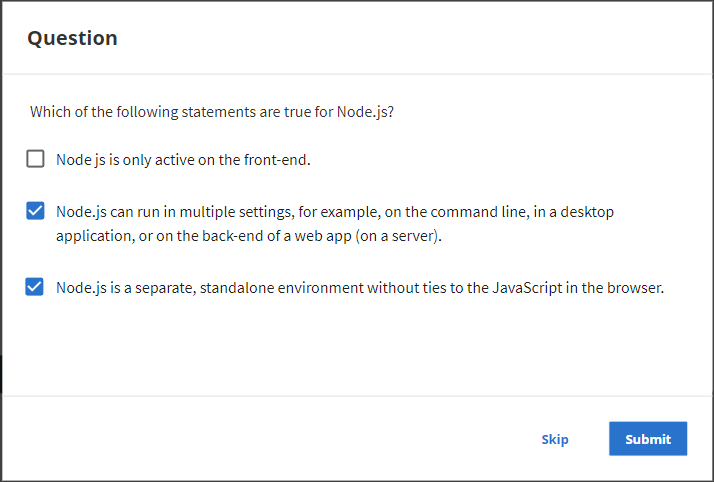 Question
Which of the following statements are true for Node.js?
Node js is only active on the front-end.
Node.js can run in multiple settings, for example, on the command line, in a desktop
application, or on the back-end of a web app (on a server).
Node.js is a separate, standalone environment without ties to the JavaScript in the browser.
Skip
Submit